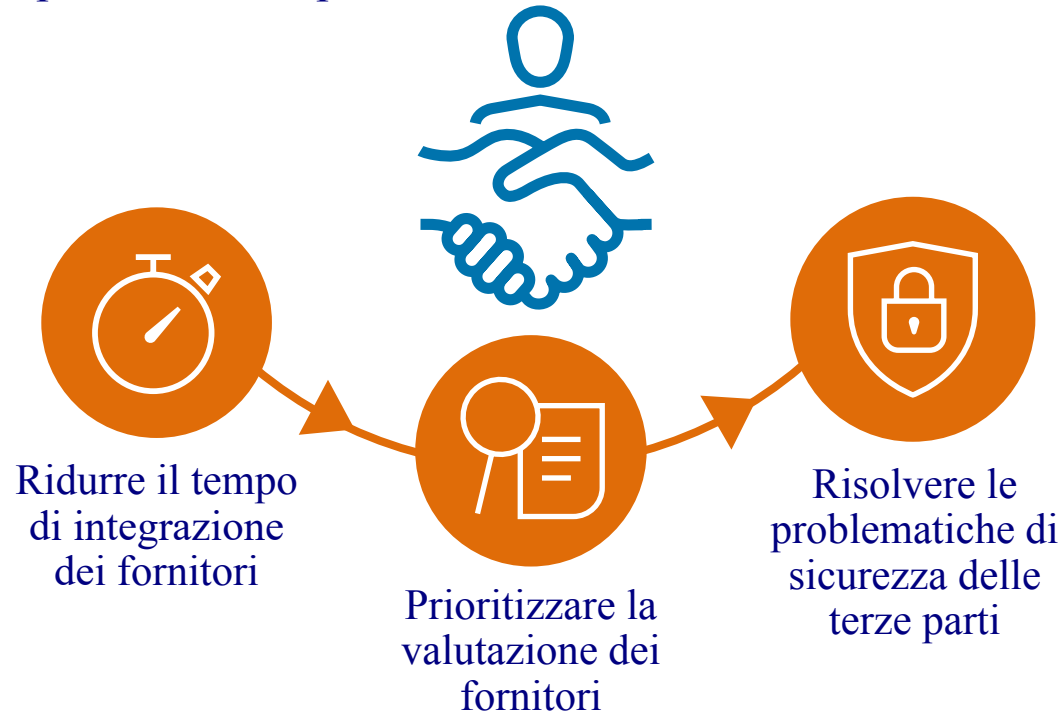 Ridurre il tempo
di integrazione
dei fornitori
Prioritizzare la
valutazione dei
fornitori
Risolvere le
problematiche di
sicurezza delle
terze parti